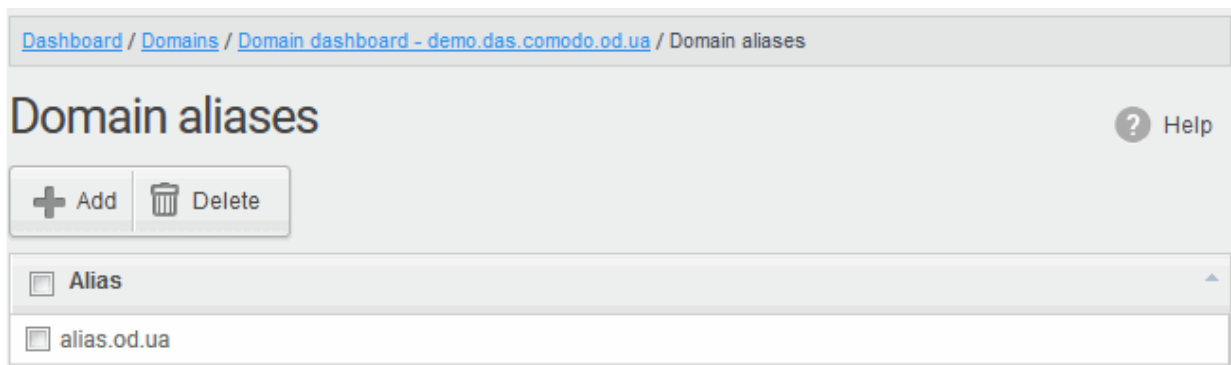 Dashboard / Domains / Domain dashboard - demo.das.comodo.od.ua / Domain aliases
Domain aliases
Help
Add Delete
Alias
alias.od.ua